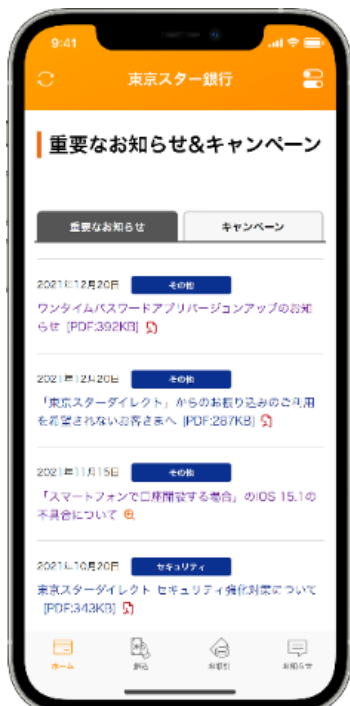 9:41
東京スター銀行
重要なお知らせ&キャンペーン
重要なお知らせ
キャンペーン
2021年12月20日 その他
ワンタイムパスワードアプリバージョンアップのお知
らせ [PDF:392KB]
2021年12月20日 その他
「東京スターダイレクト」からのお振り込みのご利用
を希望されないお客さまへ [PDF:287KB]
2021年11月15日 その他
「スマートフォンで口座開設する場合」のiOS 15.1の
不具合について
2021年10月20日 セキュリティ
東京スターダイレクト セキュリティ強化対策について
[PDF:343KB]
ホーム
振込
お取引
お知らせ